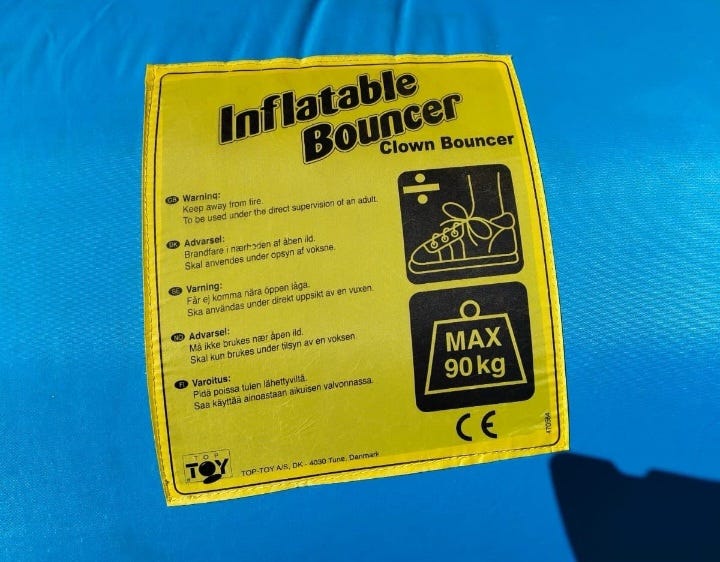 Inflatable
Bouncer
Clown Bouncer
GB Warning:
Keep away from fire.
To be used under the direct supervision of an adult.
DK Advarsel:
Brandfare i nærheden af åben ild.
Skal anvendes under opsyn af voksne.
SE Varning:
Får ej komma nära öppen låga.
Ska användas under direkt uppsikt av en vuxen.
NO Advarsel:
Må ikke brukes nær åpen ild.
Skal kun brukes under tilsyn av en voksen.
FI Varoitus:
Pidä poissa tulen lähettyviltä.
Saa käyttää ainoastaan aikuisen valvonnassa.
÷
MAX
90 kg
CE
TOP
TOY
TOP-TOY A/S, DK - 4030 Tune, Danmark